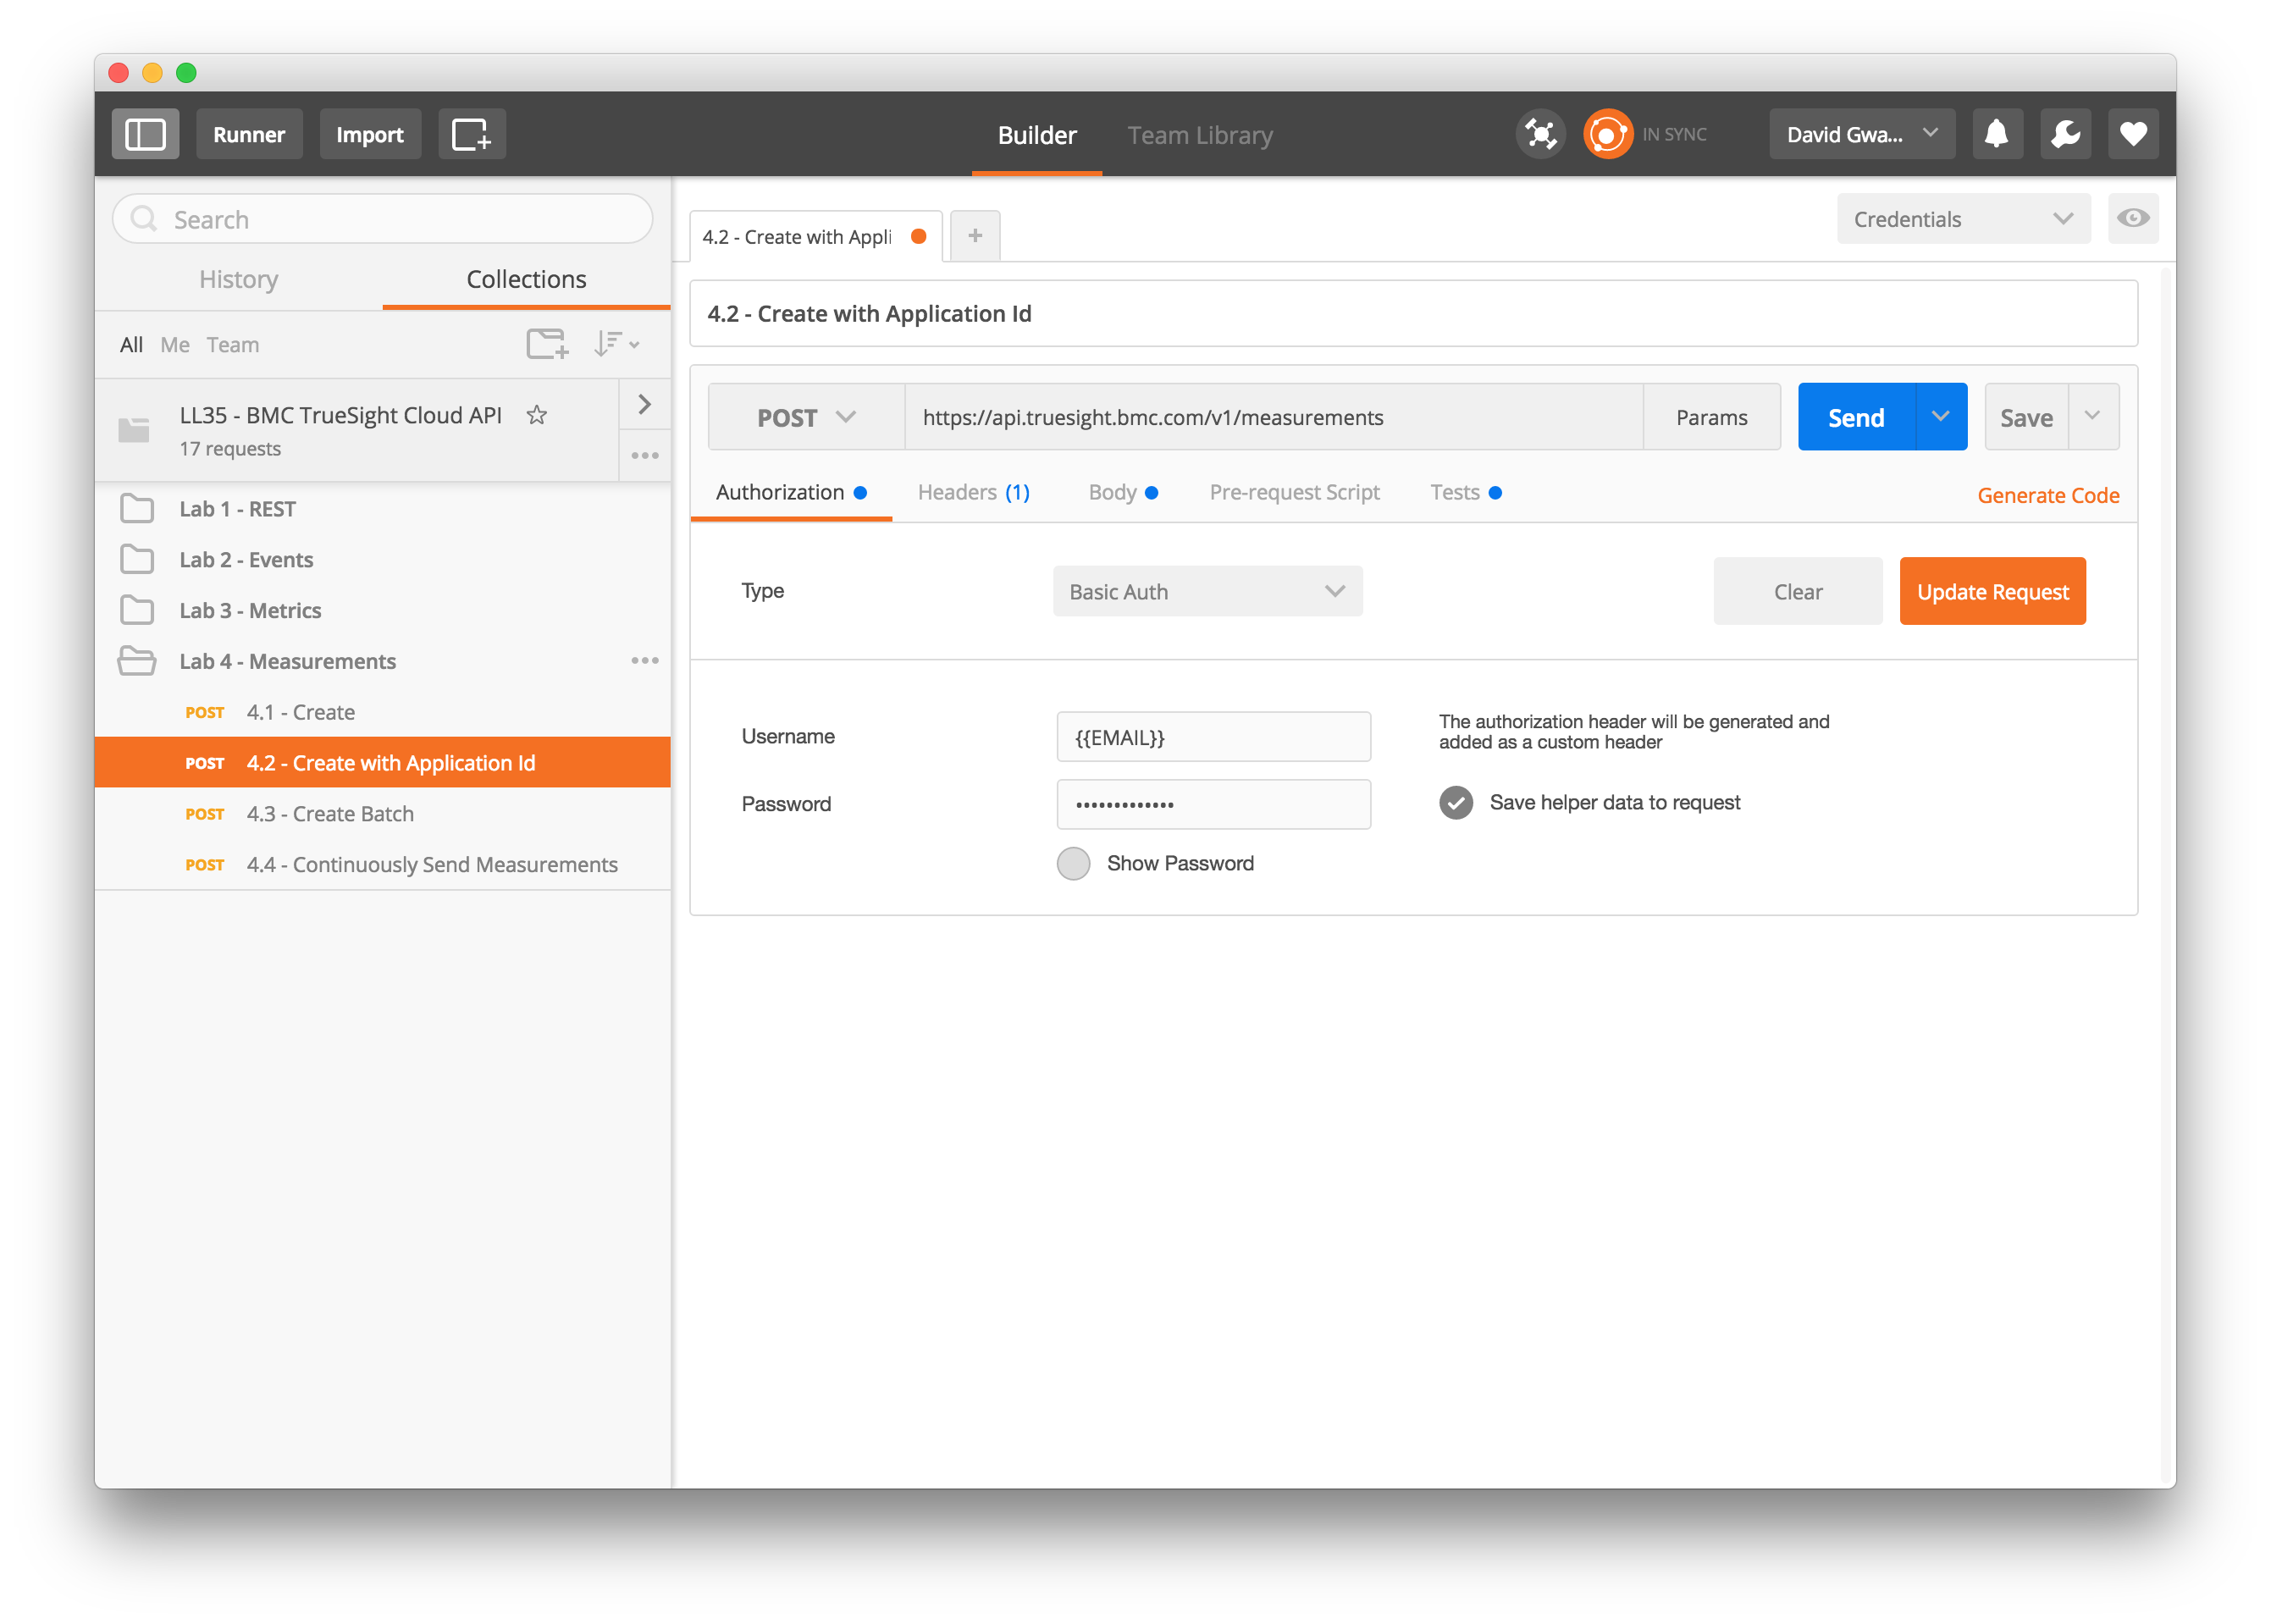 Runner
Import
Builder
Team Library
IN SYNC
David Gwa...
Search
History
Collections
All Me Team
LL35 - BMC TrueSight Cloud API
17 requests
Lab 1 - REST
Lab 2 - Events
Lab 3 - Metrics
Lab 4 - Measurements
POST 4.1 - Create
POST 4.2 - Create with Application Id
POST 4.3 - Create Batch
POST 4.4 - Continuously Send Measurements
4.2 - Create with Appli
+
Credentials
4.2 - Create with Application Id
POST
https://api.truesight.bmc.com/v1/measurements
Params
Send
Save
Authorization
Headers (1)
Body
Pre-request Script
Tests
Generate Code
Type
Basic Auth
Clear
Update Request
Username
{{EMAIL}}
The authorization header will be generated and
added as a custom header
Password
•••••••••••••
Save helper data to request
Show Password